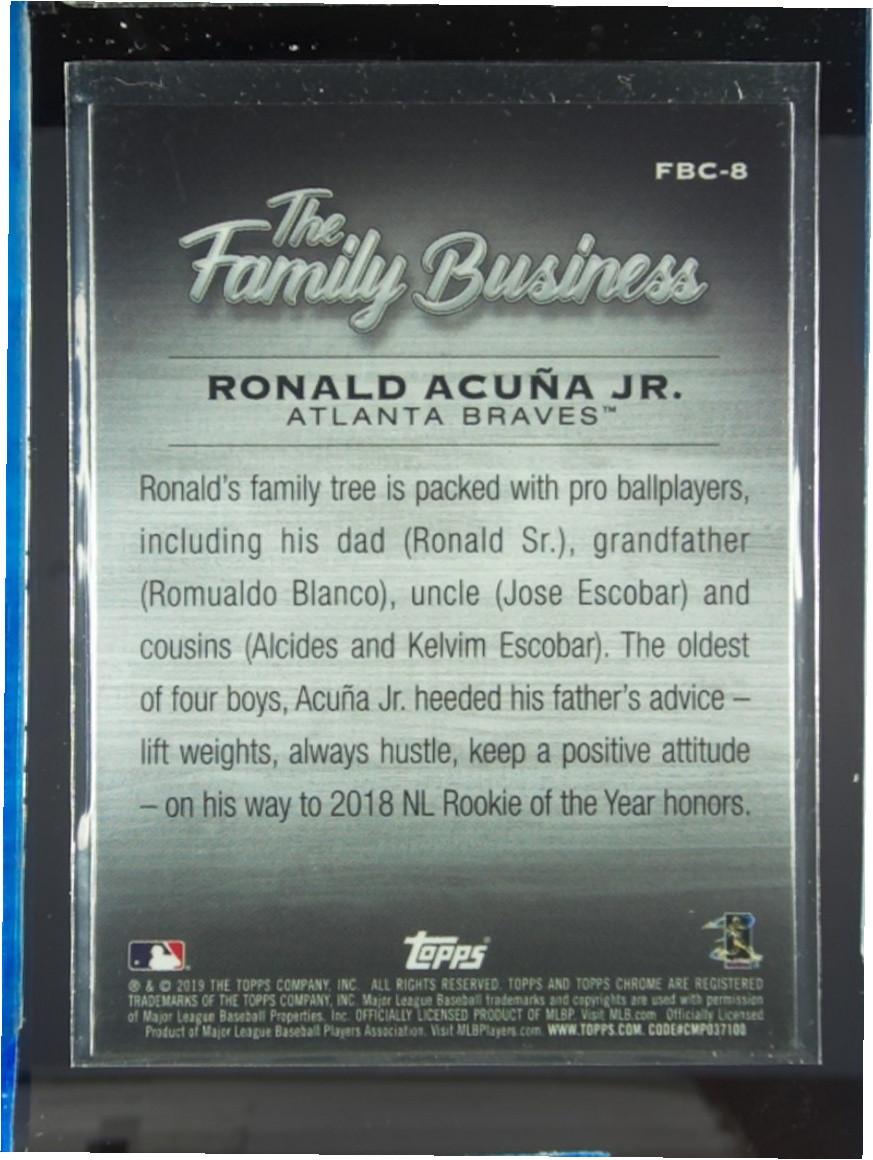 FBC-8
The
Family Business
RONALD ACUÑA JR.
ATLANTA BRAVES™
Ronald's family tree is packed with pro ballplayers,
including his dad (Ronald Sr.), grandfather
(Romualdo Blanco), uncle (Jose Escobar) and
cousins (Alcides and Kelvim Escobar). The oldest
of four boys, Acuña Jr. heeded his father's advice –
lift weights, always hustle, keep a positive attitude
– on his way to 2018 NL Rookie of the Year honors.
topps®
® & © 2019 THE TOPPS COMPANY, INC. ALL RIGHTS RESERVED. TOPPS AND TOPPS CHROME ARE REGISTERED
TRADEMARKS OF THE TOPPS COMPANY, INC. Major League Baseball trademarks and copyrights are used with permission
of Major League Baseball Properties, Inc. OFFICIALLY LICENSED PRODUCT OF MLBP. Visit MLB.com Officially Licensed
Product of Major League Baseball Players Association. Visit MLBPlayers.com. WWW.TOPPS.COM. CODE#CMP037100